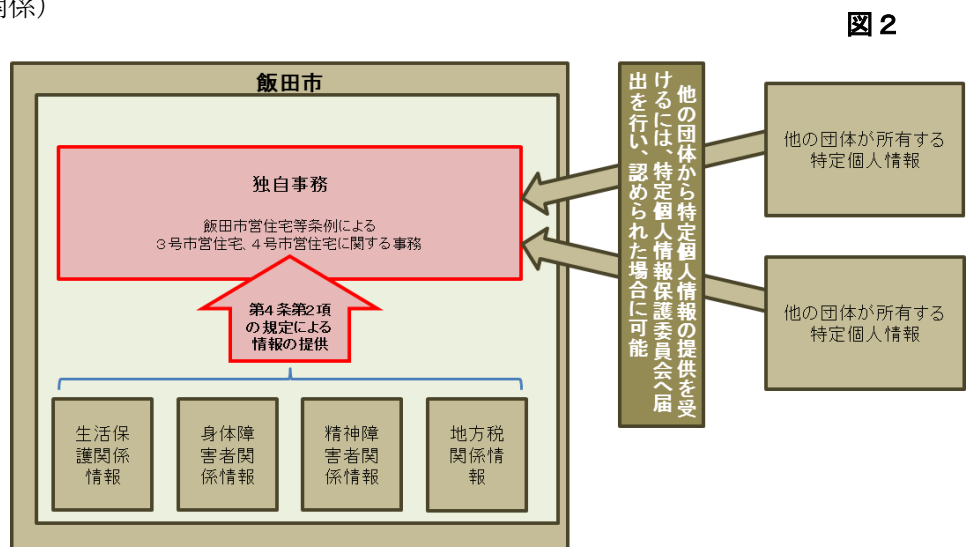 関係）
図２
飯田市
独自事務
飯田市営住宅等条例による
３号市営住宅、４号市営住宅に関する事務
第４条第２項
の規定による
情報の提供
生活保
護関係
情報
身体障
害者関
係情報
精神障
害者関
係情報
地方税
関係情
報
他の団体から特定個人情報の提供を受
けるには、特定個人情報保護委員会へ届
出を行い、認められた場合に可能
他の団体が所有する
特定個人情報
他の団体が所有する
特定個人情報